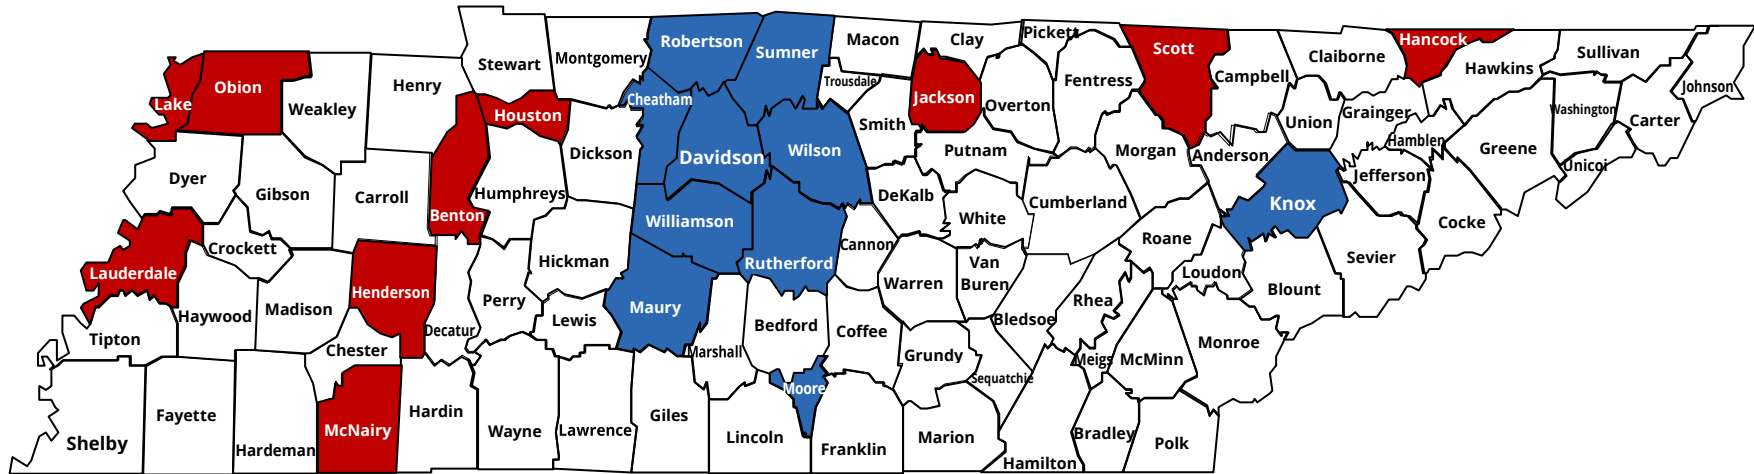 Lake
Obion
Weakley
Henry
Stewart
Montgomery
Robertson
Sumner
Macon
Clay
Pickett
Scott
Claiborne
Hancock
Hawkins
Sullivan
Johnson
Cheatham
Trousdale
Jackson
Overton
Fentress
Campbell
Union
Grainger
Hamblen
Washington
Carter
Greene
Unicoi
Houston
Dickson
Davidson
Wilson
Smith
Putnam
Morgan
Anderson
Jefferson
Dyer
Gibson
Carroll
Benton
Humphreys
Williamson
DeKalb
White
Cumberland
Roane
Knox
Cocke
Sevier
Lauderdale
Crockett
Haywood
Madison
Henderson
Decatur
Perry
Hickman
Lewis
Maury
Rutherford
Cannon
Warren
Van
Buren
Bledsoe
Rhea
Loudon
Blount
Tipton
Chester
Marshall
Bedford
Coffee
Grundy
Sequatchie
Meigs
McMinn
Monroe
Shelby
Fayette
Hardeman
McNairy
Hardin
Wayne
Lawrence
Giles
Lincoln
Moore
Franklin
Marion
Hamilton
Bradley
Polk